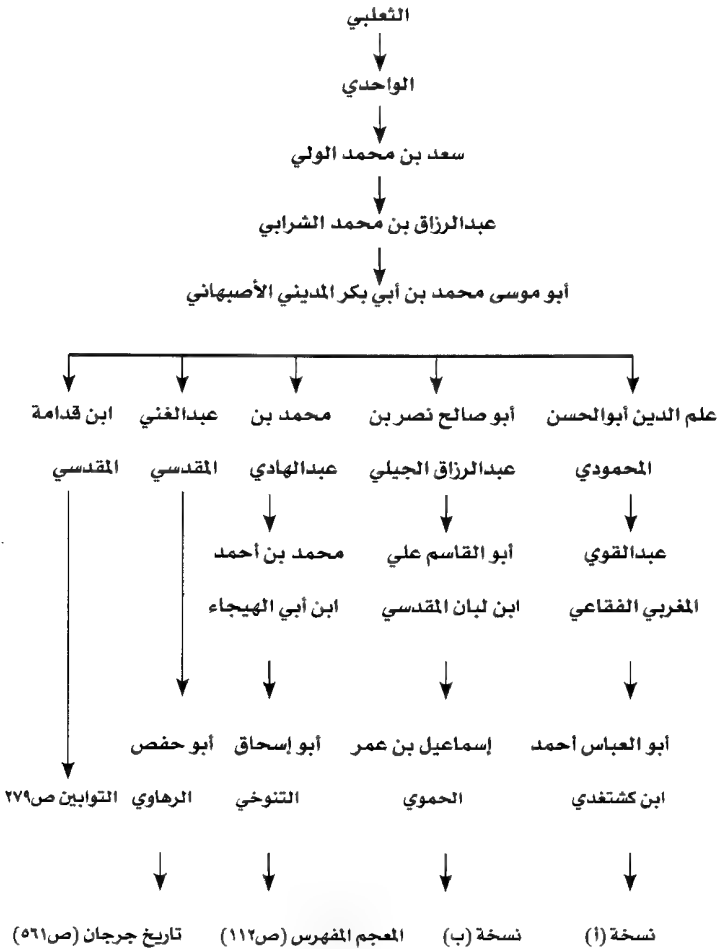 الثعلبي
الواحدي
سعد بن محمد الولي
عبدالرزاق بن محمد الشرابي
أبو موسى محمد بن أبي بكر المديني الأصبهاني
علم الدين أبوالحسن أبو صالح نصر بن محمد بن عبدالغني ابن قدامة
المحمودي عبدالرزاق الجيلي عبدالهادي المقدسي المقدسي
عبدالقوي أبو القاسم علي محمد بن أحمد
المغربي الفقاعي ابن لبان المقدسي ابن أبي الهيجاء
أبو العباس أحمد إسماعيل بن عمر أبو إسحاق أبو حفص
ابن كشتغدي الحموي التنوخي الرهاوي التوابين ص٢٧٩
نسخة (أ) نسخة (ب) المعجم المفهرس (ص١١٢) تاريخ جرجان (ص٥٦١)